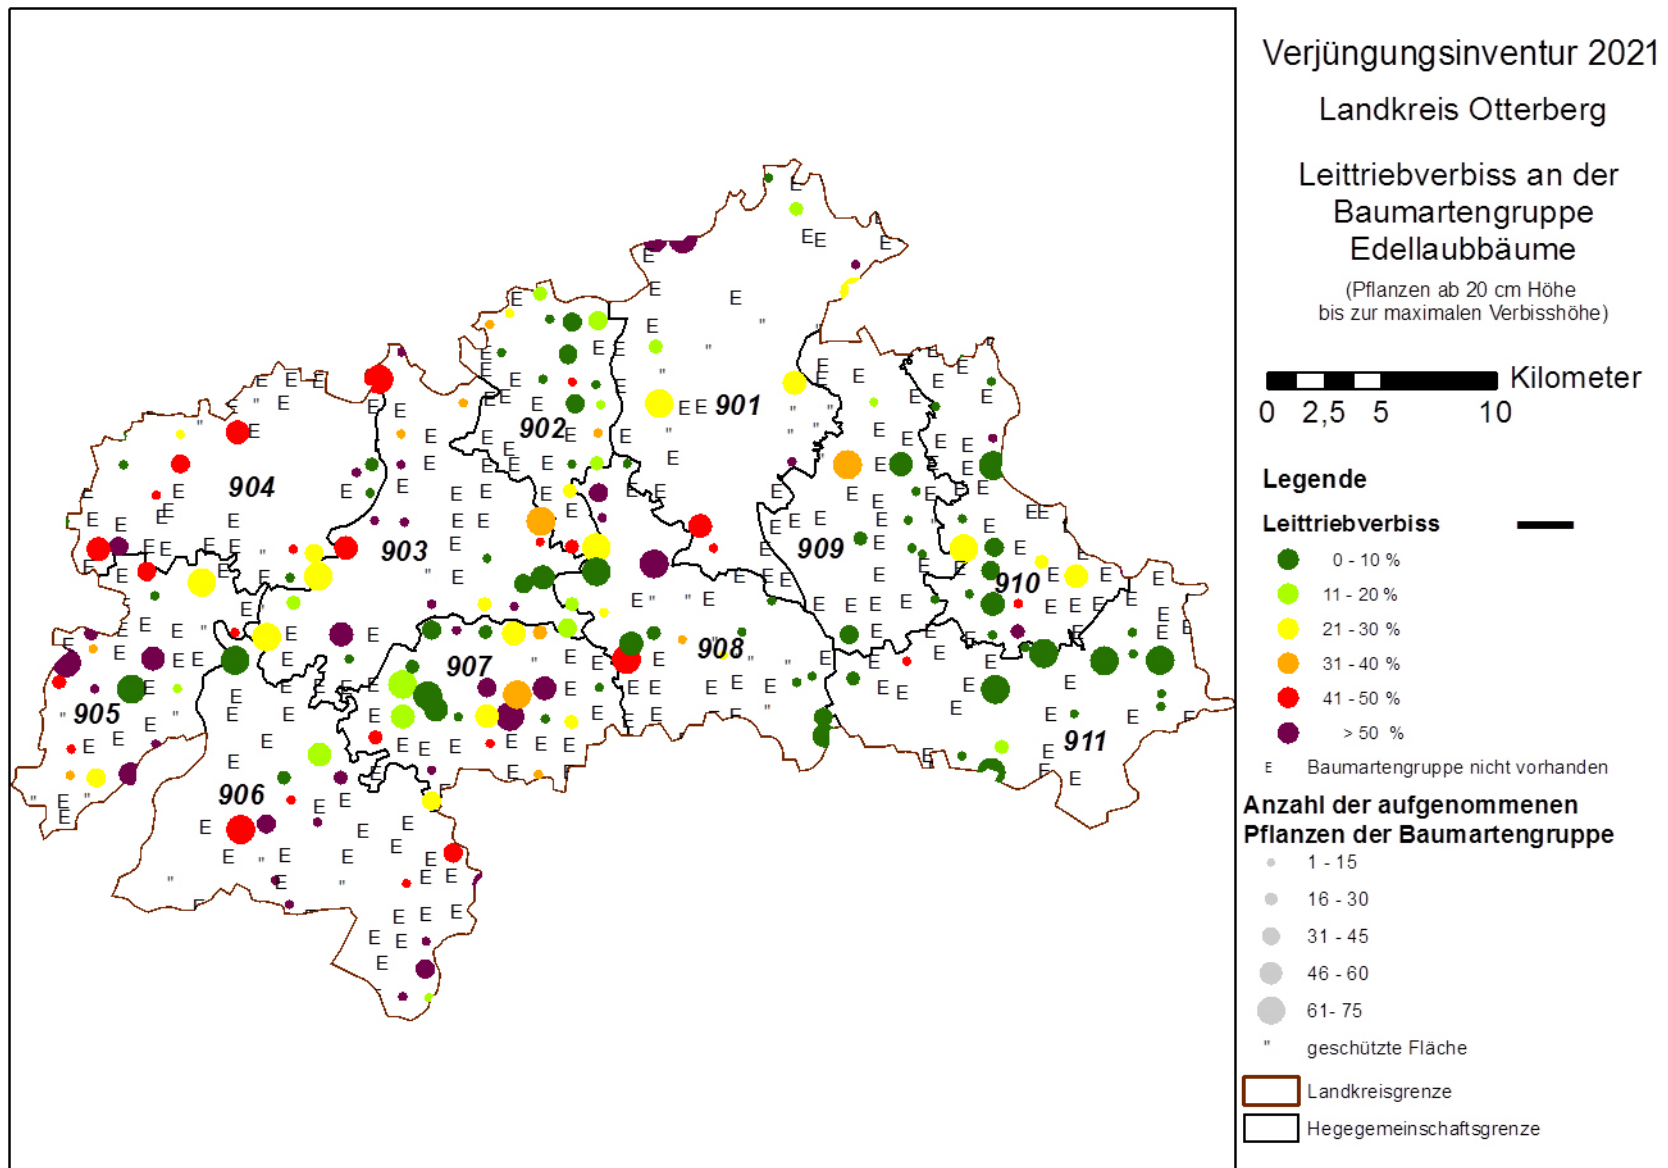 Verjüngungsinventur 2021
Landkreis Otterberg
Leittriebverbiss an der
Baumartengruppe
Edellaubbäume
(Pflanzen ab 20 cm Höhe
bis zur maximalen Verbisshöhe)
Kilometer
0 2,5 5 10
Legende
Leittriebverbiss
0 - 10 %
11 - 20 %
21 - 30 %
31 - 40 %
41 - 50 %
> 50 %
E Baumartengruppe nicht vorhanden
Anzahl der aufgenommenen
Pflanzen der Baumartengruppe
1 - 15
16 - 30
31 - 45
46 - 60
61- 75
" geschützte Fläche
Landkreisgrenze
Hegegemeinschaftsgrenze
901
902
904
903
909
910
908
907
905
911
906